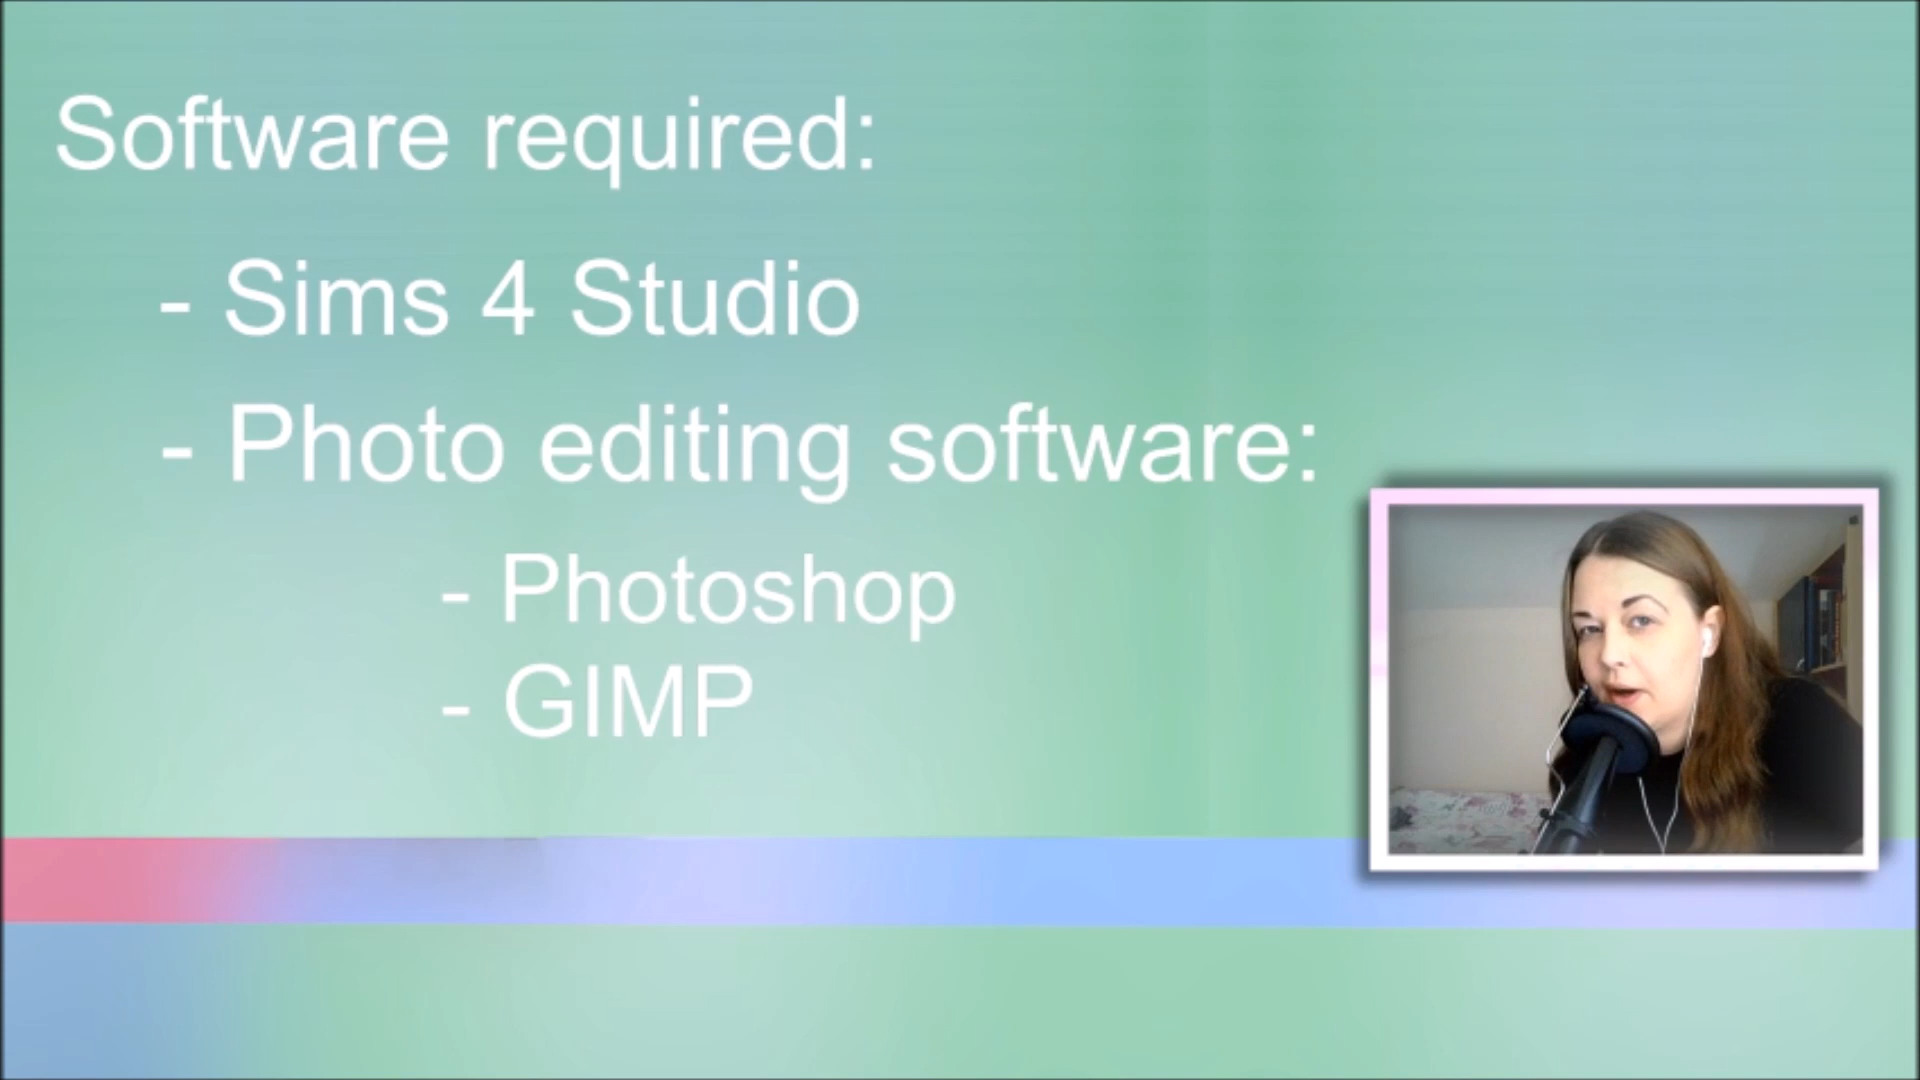 Software required:
- Sims 4 Studio
- Photo editing software:
- Photoshop
- GIMP